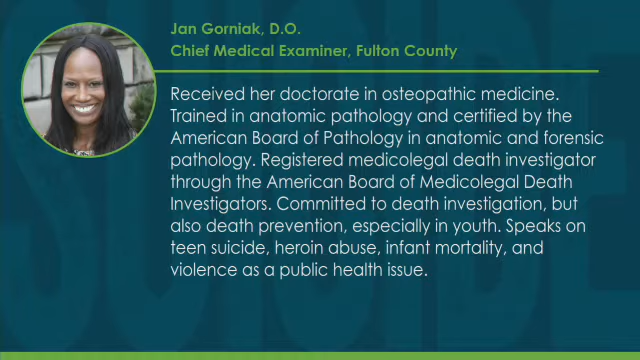 Jan Gorniak, D.O.
Chief Medical Examiner, Fulton County
Received her doctorate in osteopathic medicine.
Trained in anatomic pathology and certified by the
American Board of Pathology in anatomic and forensic
pathology. Registered medicolegal death investigator
through the American Board of Medicolegal Death
Investigators. Committed to death investigation, but
also death prevention, especially in youth. Speaks on
teen suicide, heroin abuse, infant mortality, and
violence as a public health issue.
SUICIDE